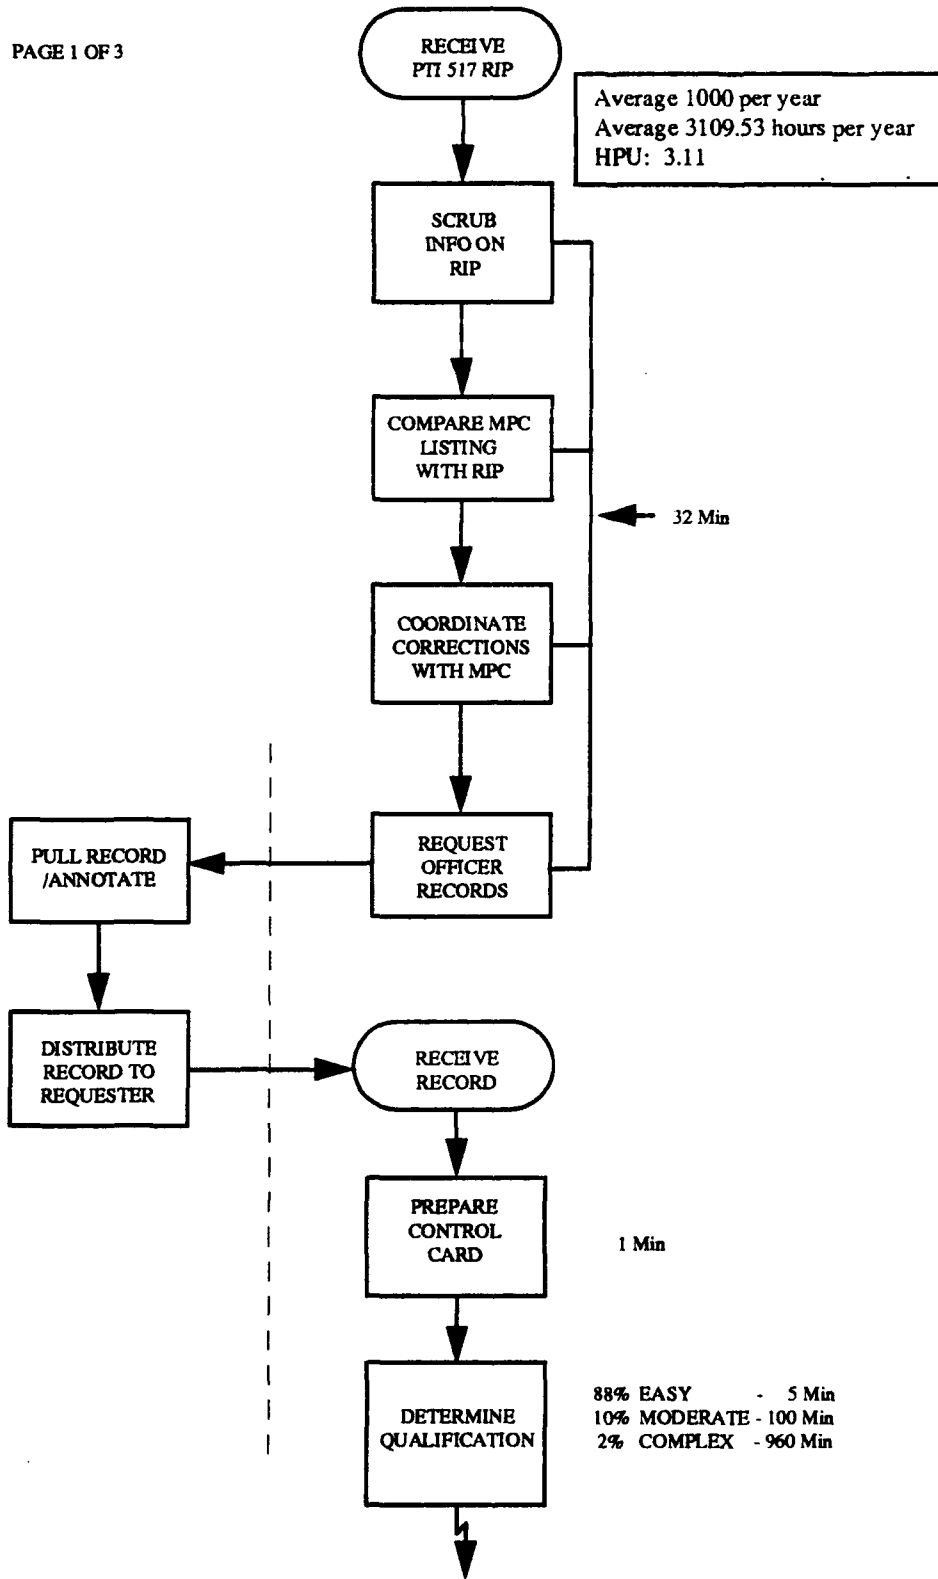 PAGE 1 OF 3
RECEIVE
PTI 517 RIP
Average 1000 per year
Average 3109.53 hours per year
HPU: 3.11
SCRUB
INFO ON
RIP
COMPARE MPC
LISTING
WITH RIP
32 Min
COORDINATE
CORRECTIONS
WITH MPC
REQUEST
OFFICER
RECORDS
PULL RECORD
/ANNOTATE
DISTRIBUTE
RECORD TO
REQUESTER
RECEIVE
RECORD
PREPARE
CONTROL
CARD
1 Min
DETERMINE
QUALIFICATION
88% EASY - 5 Min
10% MODERATE - 100 Min
2% COMPLEX - 960 Min